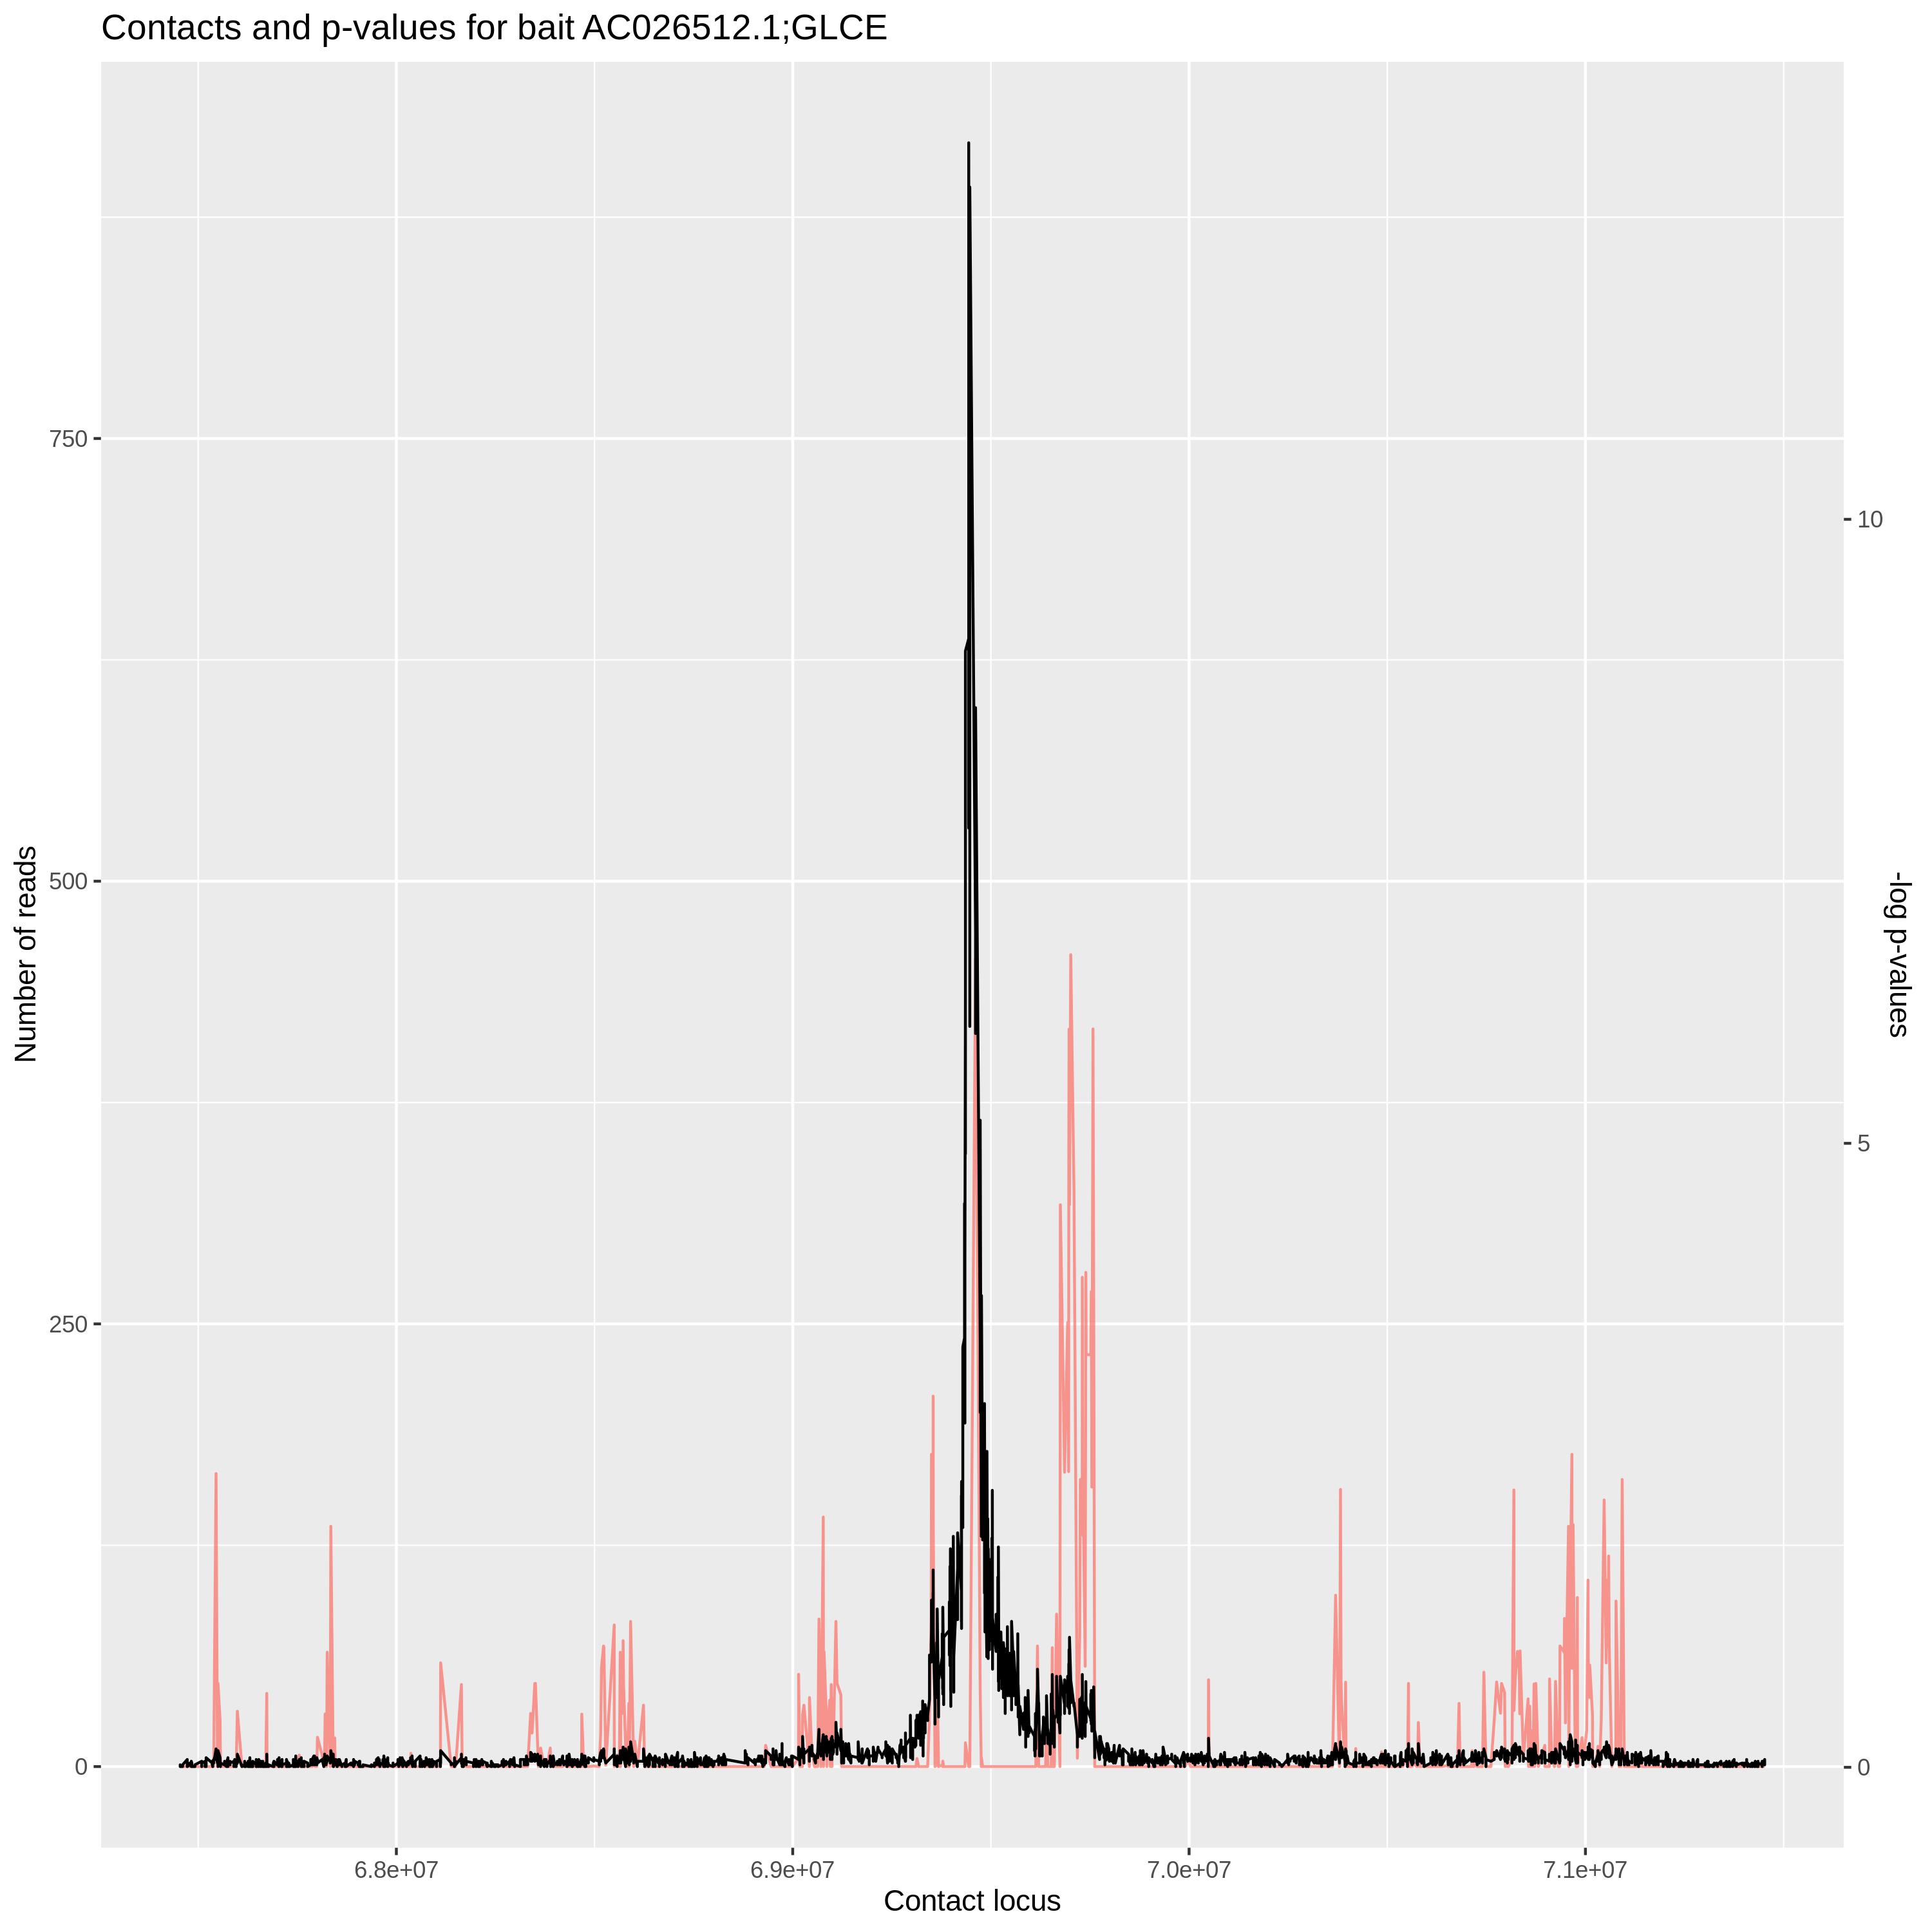 Contacts and p-values for bait AC026512.1;GLCE
750
500
250
0
10
5
0
Number of reads
-log p-values
6.8e+07
6.9e+07
7.0e+07
7.1e+07
Contact locus